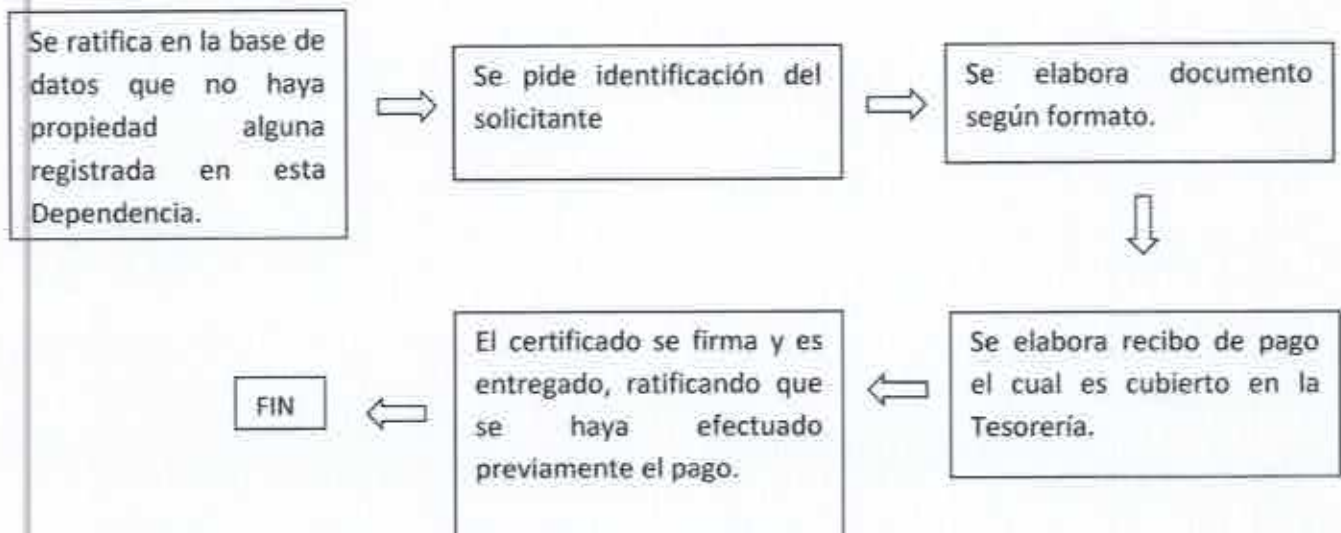 Se ratifica en la base de
datos que no haya
propiedad alguna
registrada en esta
Dependencia.
Se pide identificación del
solicitante
Se elabora documento
según formato.
Se elabora recibo de pago
el cual es cubierto en la
Tesorería.
El certificado se firma y es
entregado, ratificando que
se haya efectuado
previamente el pago.
FIN